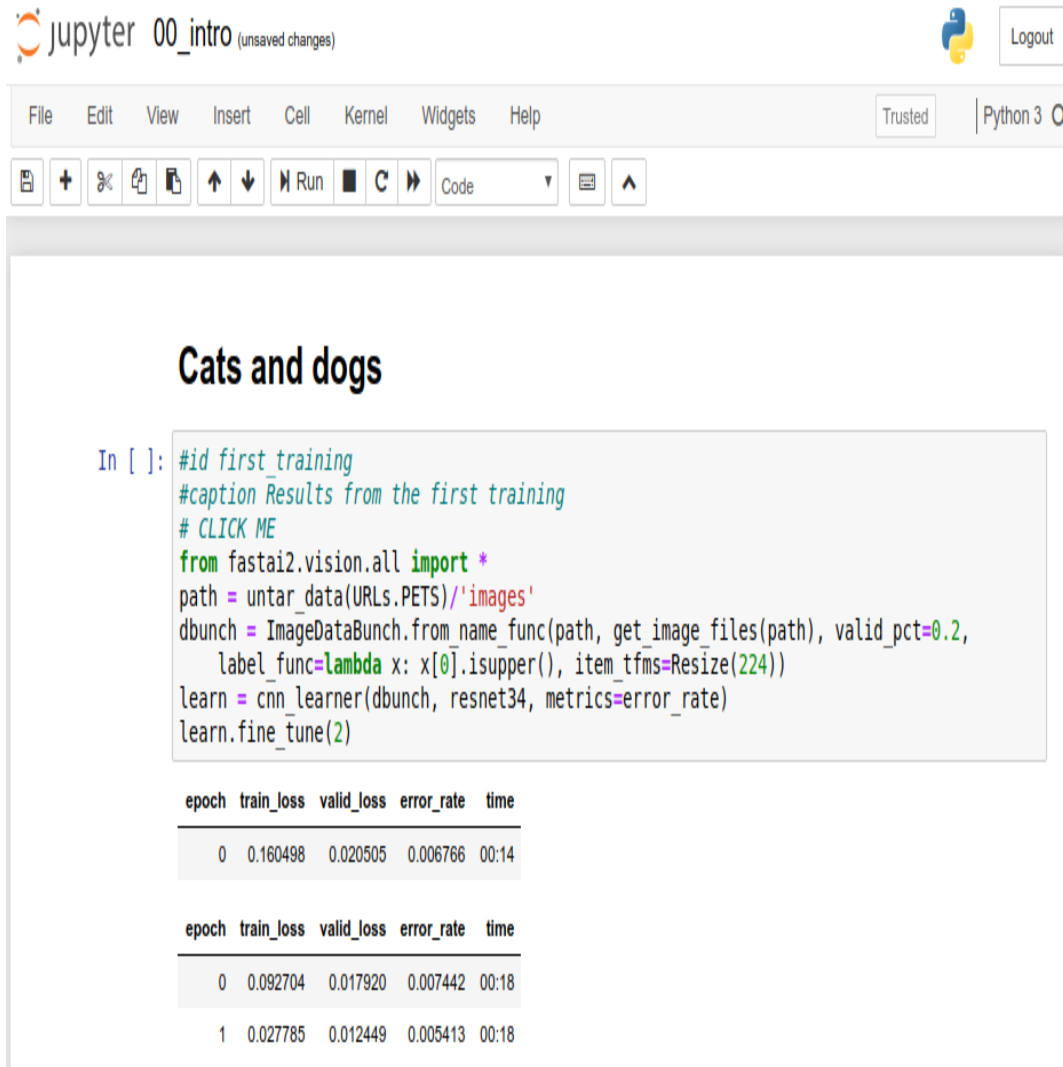 jupyter 00_intro (unsaved changes)
Logout
File Edit View Insert Cell Kernel Widgets Help
Trusted Python 3
Run Code
Cats and dogs
In [ ]: #id first_training
#caption Results from the first training
# CLICK ME
from fastai2.vision.all import *
path = untar_data(URLs.PETS)/'images'
dbunch = ImageDataBunch.from_name_func(path, get_image_files(path), valid_pct=0.2,
    label_func=lambda x: x[0].isupper(), item_tfms=Resize(224))
learn = cnn_learner(dbunch, resnet34, metrics=error_rate)
learn.fine_tune(2)
epoch train_loss valid_loss error_rate time
0 0.160498 0.020505 0.006766 00:14
epoch train_loss valid_loss error_rate time
0 0.092704 0.017920 0.007442 00:18
1 0.027785 0.012449 0.005413 00:18